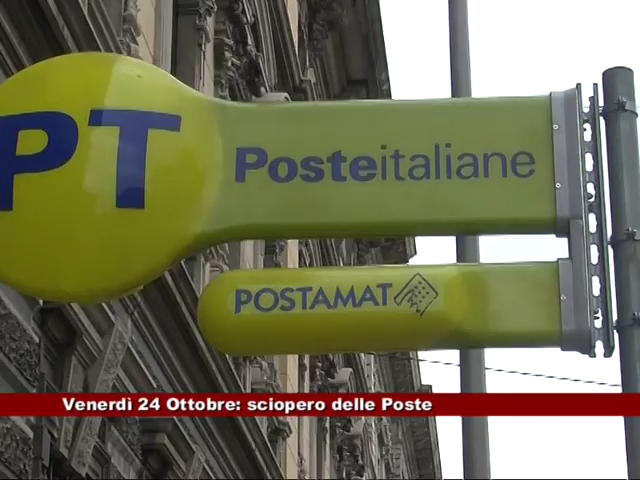 PT
Posteitaliane
POSTAMAT
Venerdì 24 Ottobre: sciopero delle Poste